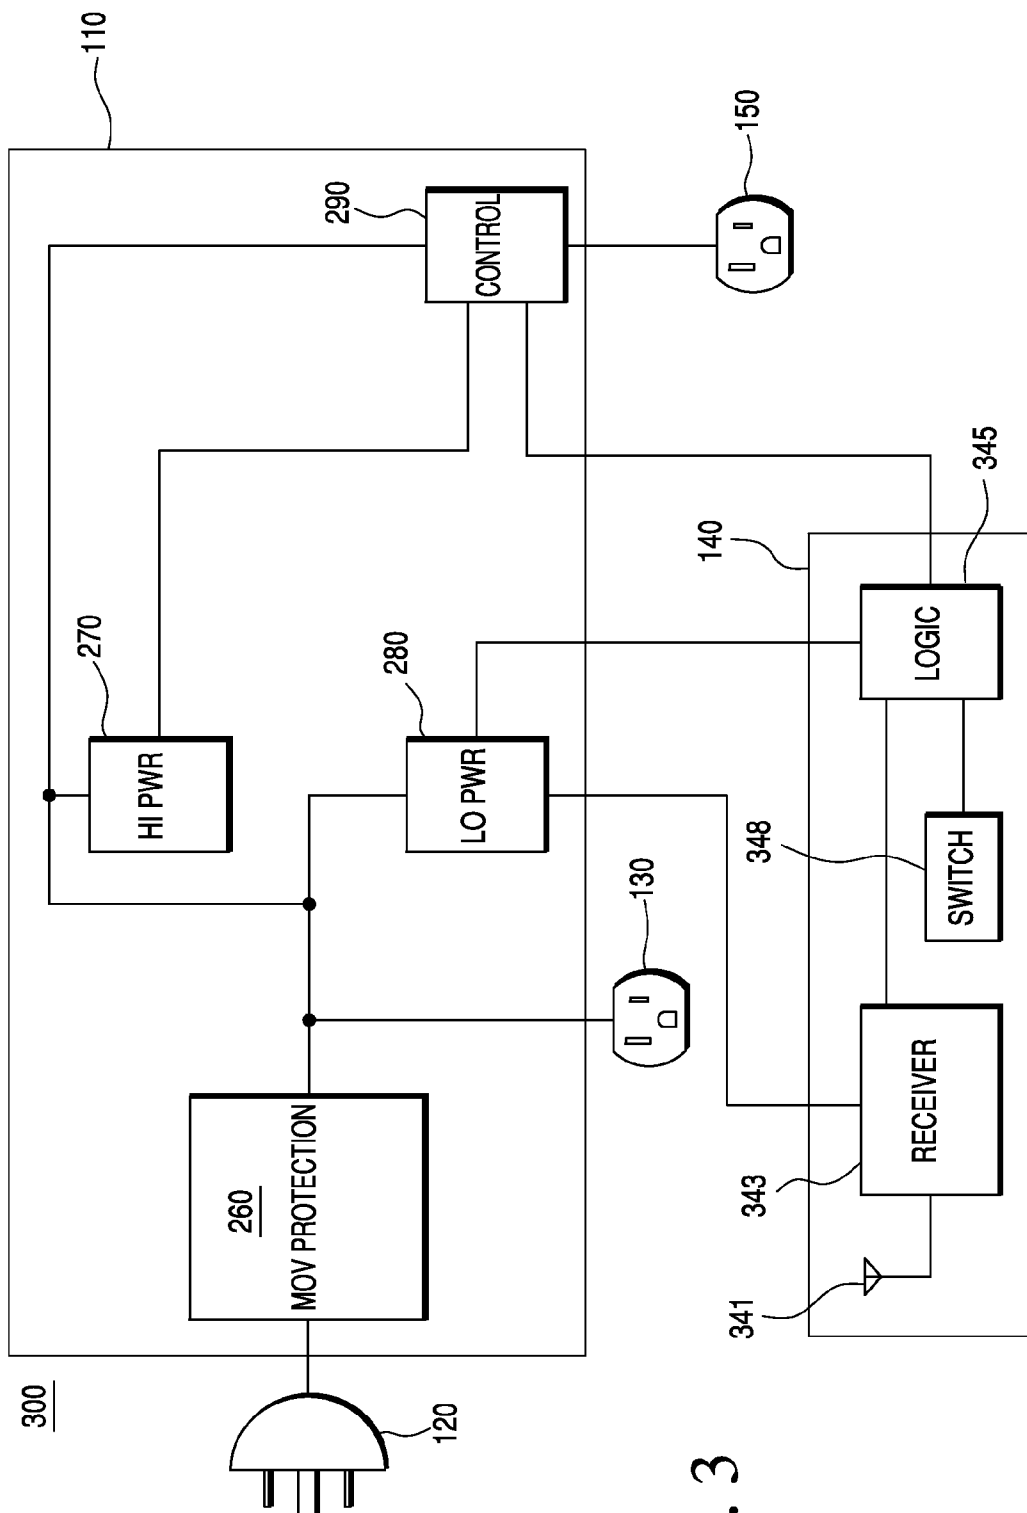 300
110
120
260
MOV PROTECTION
HI PWR
270
LO PWR
280
CONTROL
290
130
150
140
341
RECEIVER
343
SWITCH
348
LOGIC
345
. 3